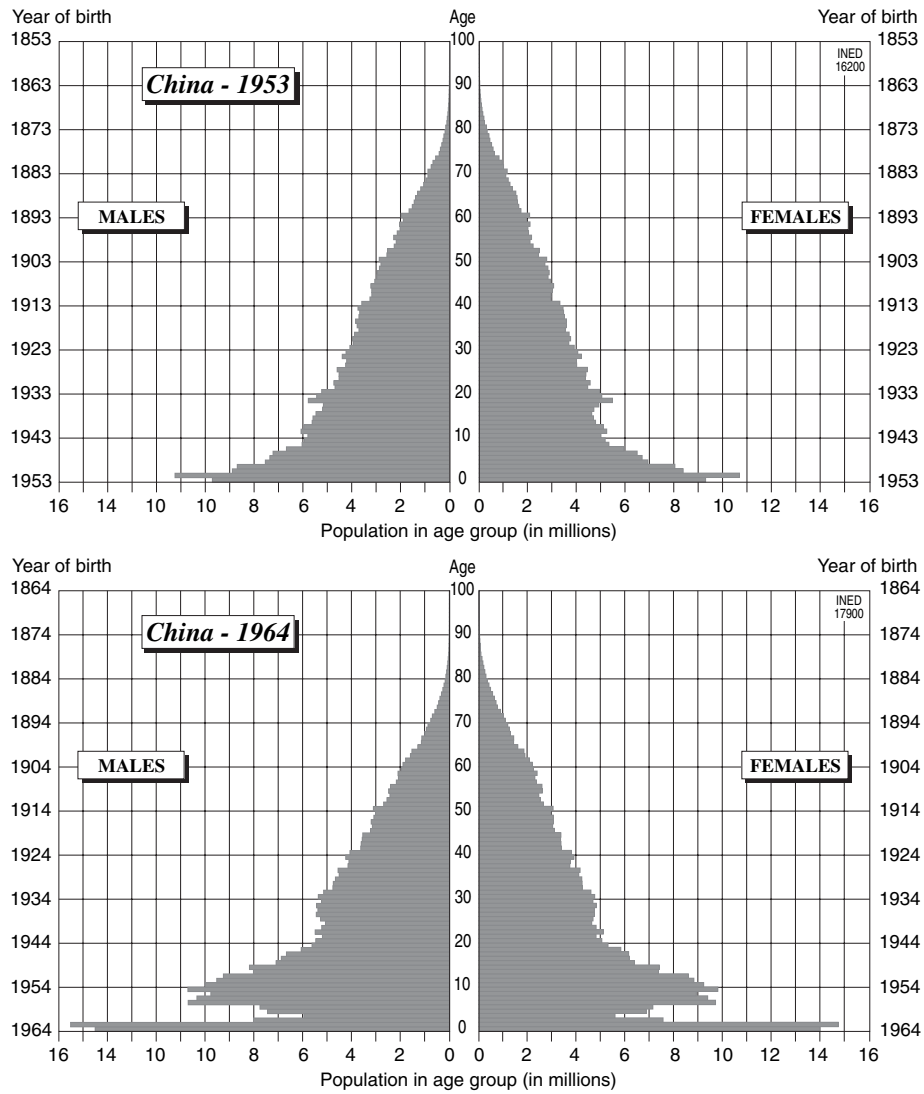 Year of birth Age Year of birth
1853 100 1853
INED
16200
China - 1953
1863 90 1863
1873 80 1873
1883 70 1883
MALES FEMALES
1893 60 1893
1903 50 1903
1913 40 1913
1923 30 1923
1933 20 1933
1943 10 1943
1953 0 1953
16 14 12 10 8 6 4 2 0 0 2 4 6 8 10 12 14 16
Population in age group (in millions)
Year of birth Age Year of birth
1864 100 1864
INED
17900
China - 1964
1874 90 1874
1884 80 1884
1894 70 1894
MALES FEMALES
1904 60 1904
1914 50 1914
1924 40 1924
1934 30 1934
1944 20 1944
1954 10 1954
1964 0 1964
16 14 12 10 8 6 4 2 0 0 2 4 6 8 10 12 14 16
Population in age group (in millions)